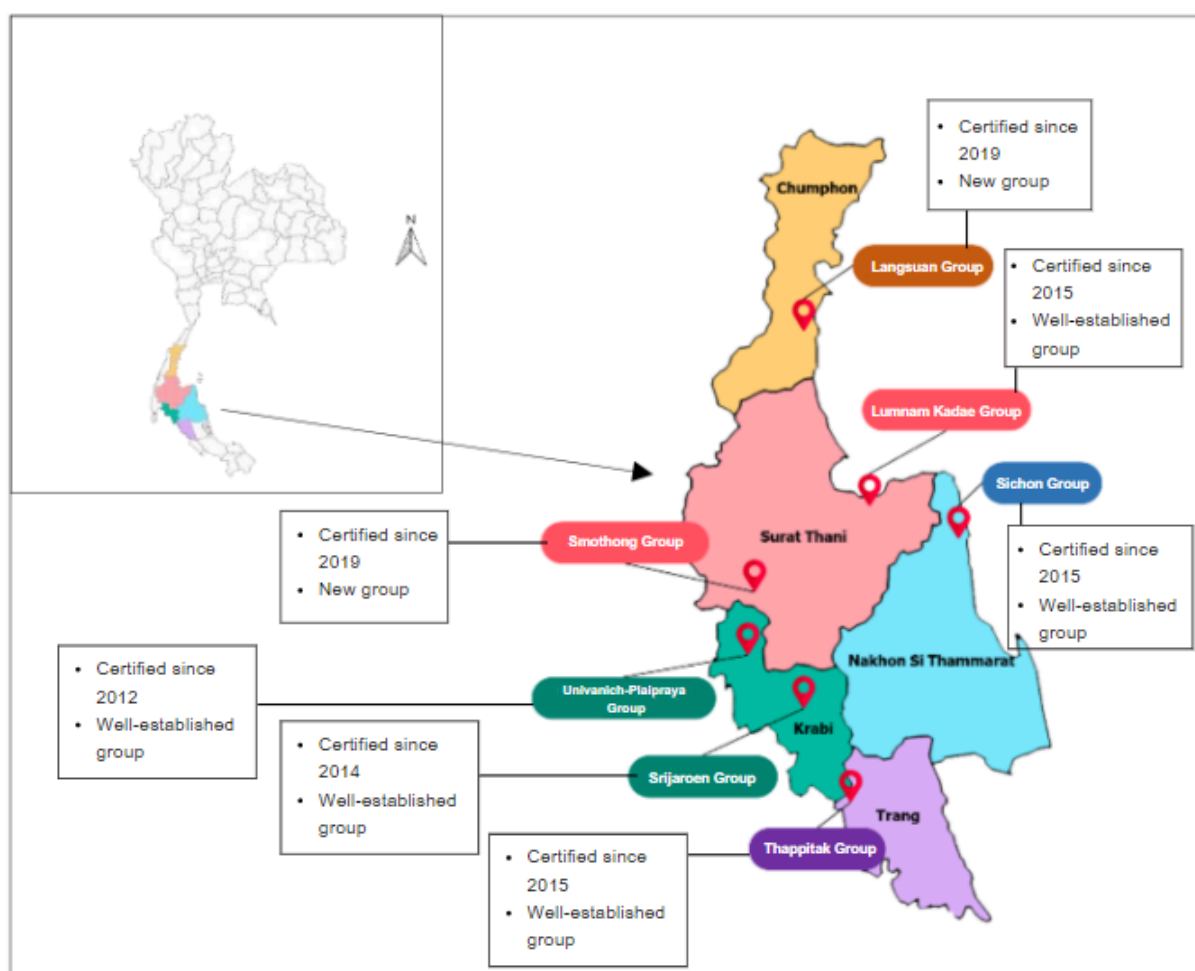 N
Chumphon
• Certified since
2019
• New group
Langsuan Group
• Certified since
2015
• Well-established
group
Lumnam Kadae Group
Sichon Group
• Certified since
2015
• Well-established
group
Surat Thani
Smothong Group
• Certified since
2019
• New group
Nakhon Si Thammarat
Univanich-Plaipraya
Group
• Certified since
2012
• Well-established
group
Krabi
Srijaroen Group
• Certified since
2014
• Well-established
group
Trang
Thappitak Group
• Certified since
2015
• Well-established
group